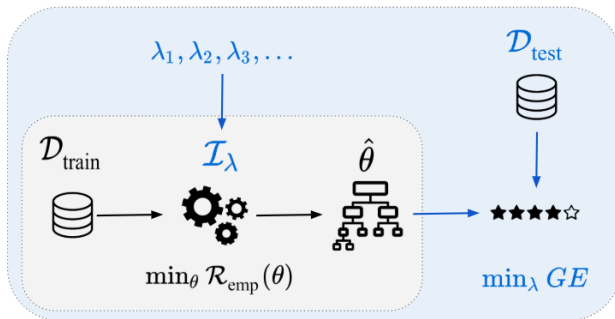 λ₁, λ₂, λ₃, ...
𝒟_test
𝒟_train
ℐ_λ
θ̂
min_θ ℛ_emp(θ)
min_λ GE